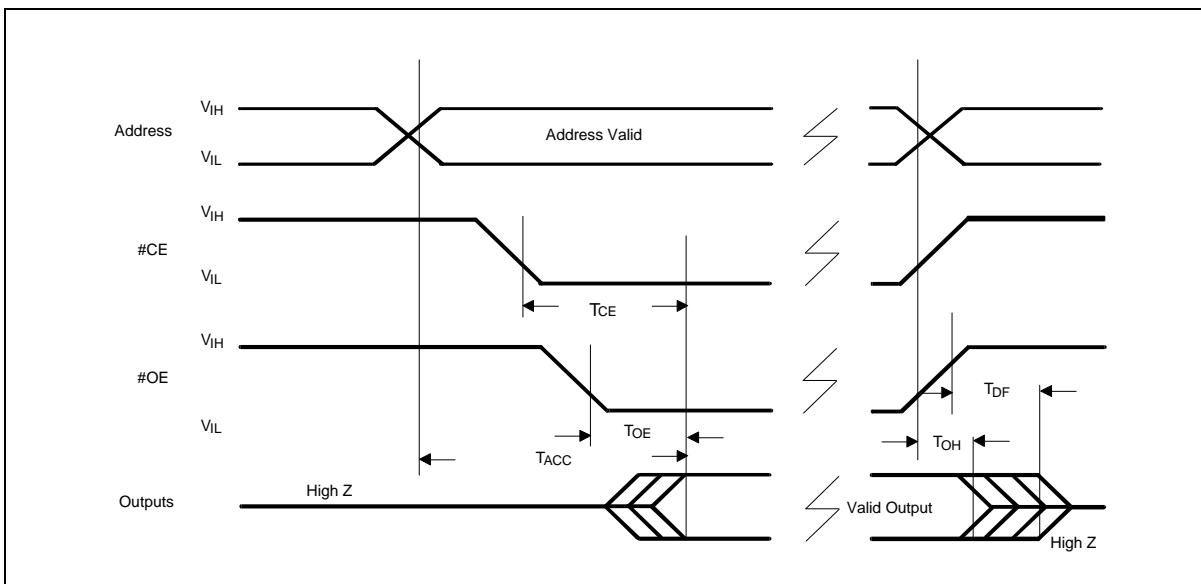 VIH
Address
Address Valid
VIL
VIH
#CE
VIL
TCE
VIH
#OE
TDF
VIL
TOE
TOH
TACC
High Z
Outputs
Valid Output
High Z